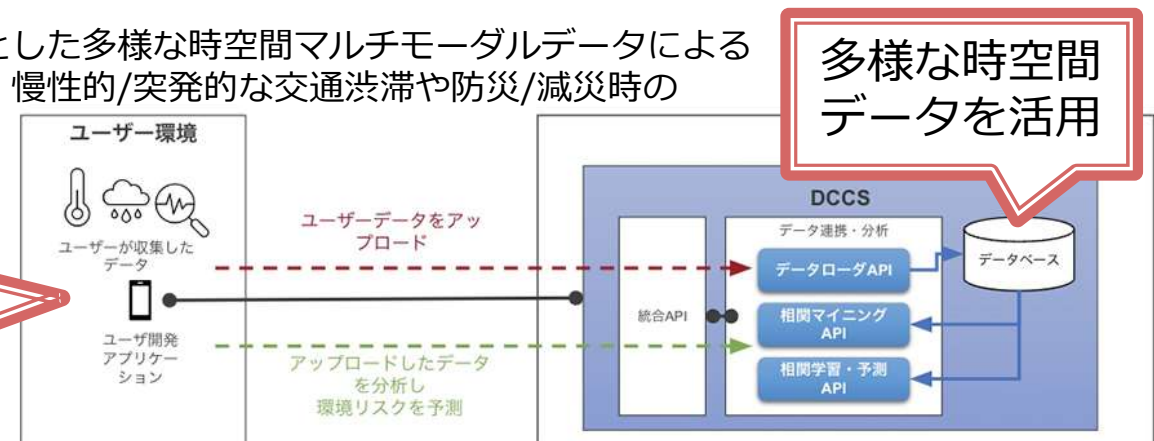 とした多様な時空間マルチモーダルデータによる
慢性的/突発的な交通渋滞や防災/減災時の
多様な時空間
データを活用
ユーザー環境
ユーザーが収集した
データ
ユーザ開発
アプリケー
ション
ユーザーデータをアッ
プロード
アップロードしたデータ
を分析し
環境リスクを予測
DCCS
統合API
データ連携・分析
データローダAPI
相関マイニング
API
相関学習・予測
API
データベース